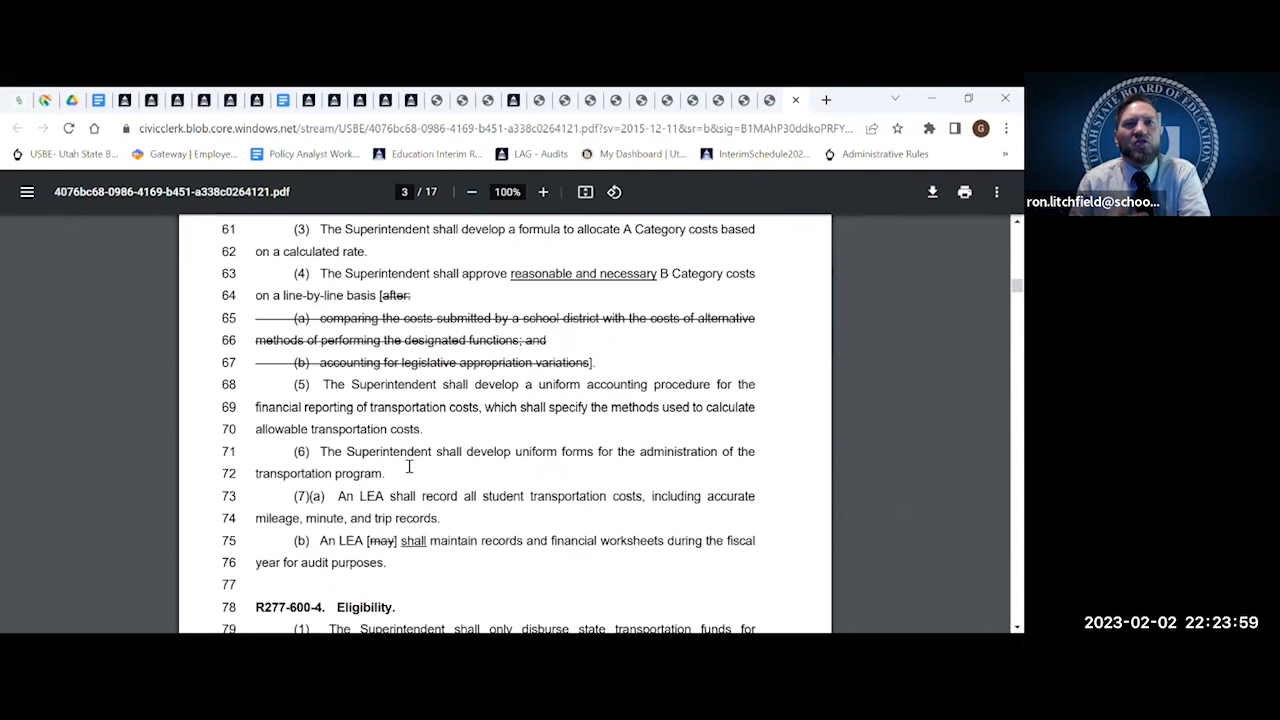 civicclerk.blob.core.windows.net/stream/USBE/4076bc68-0986-4169-b451-a338c0264121.pdf?sv=2015-12-11&sr=b&sig=B1MAhP30ddkoPRFY...
G
USBE- Utah State B...
Gateway | Employe...
Policy Analyst Work...
Education Interim R...
LAG - Audits
My Dashboard | Ut...
InterimSchedule202...
Administrative Rules
»
4076bc68-0986-4169-b451-a338c0264121.pdf
3 / 17
100%
61 (3) The Superintendent shall develop a formula to allocate A Category costs based
62 on a calculated rate.
63 (4) The Superintendent shall approve reasonable and necessary B Category costs
64 on a line-by-line basis [after:
65 (a) comparing the costs submitted by a school district with the costs of alternative
66 methods of performing the designated functions; and
67 (b) accounting for legislative appropriation variations].
68 (5) The Superintendent shall develop a uniform accounting procedure for the
69 financial reporting of transportation costs, which shall specify the methods used to calculate
70 allowable transportation costs.
71 (6) The Superintendent shall develop uniform forms for the administration of the
72 transportation program.
73 (7)(a) An LEA shall record all student transportation costs, including accurate
74 mileage, minute, and trip records.
75 (b) An LEA [may] shall maintain records and financial worksheets during the fiscal
76 year for audit purposes.
77
78 R277-600-4. Eligibility.
79 (1) The Superintendent shall only disburse state transportation funds for
UTAH STATE BOARD OF EDUCATION
ron.litchfield@schoo...
2023-02-02 22:23:59